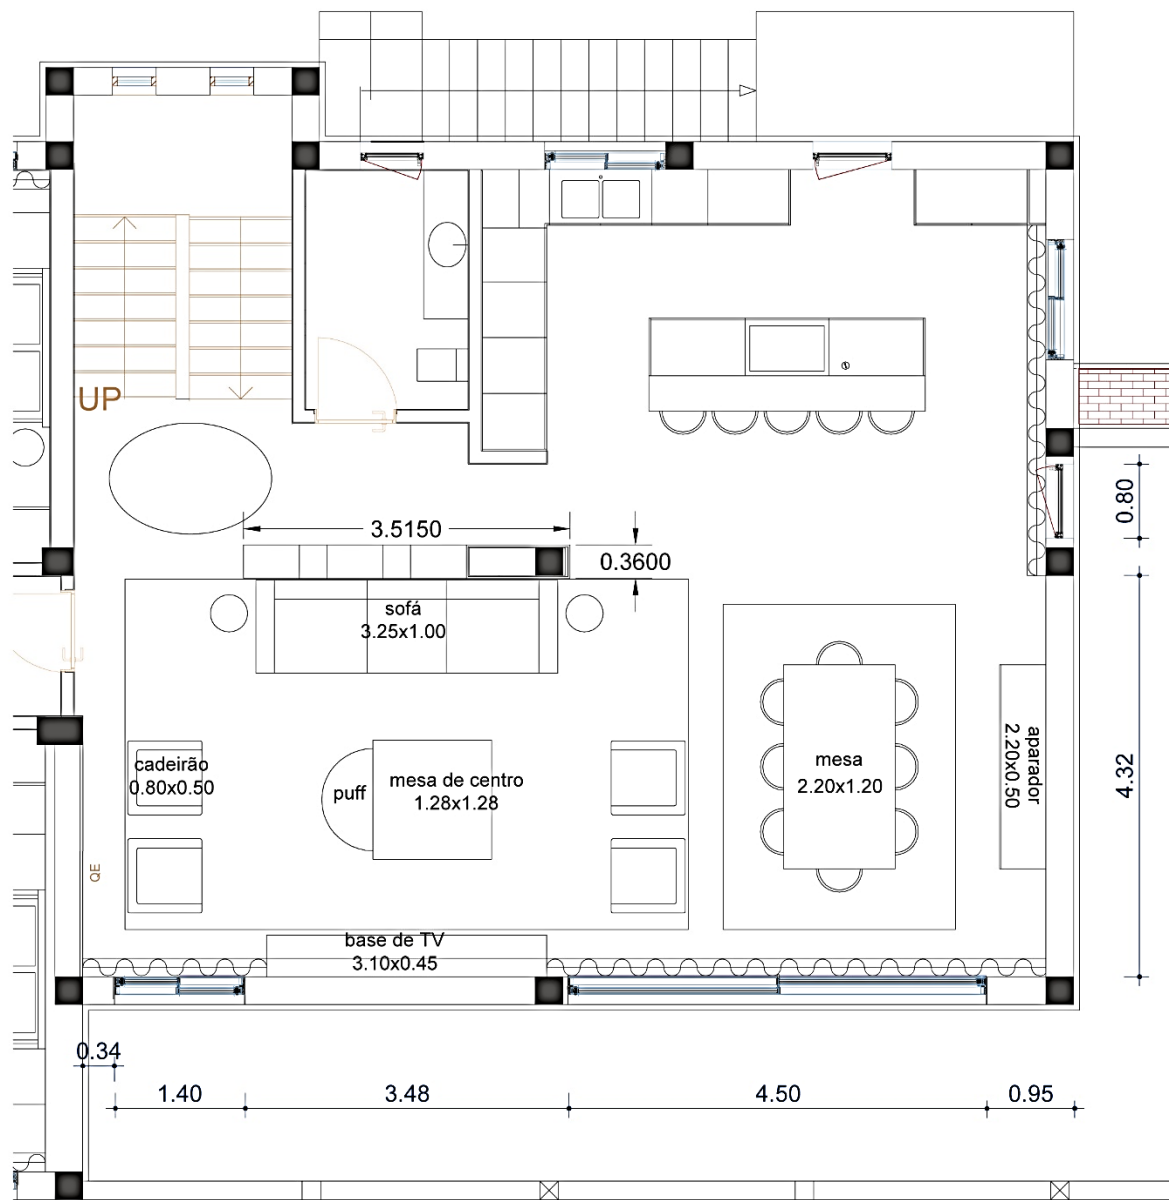 UP
3.5150
0.3600
0.80
sofá
3.25x1.00
cadeirão
0.80x0.50
puff
mesa de centro
1.28x1.28
mesa
2.20x1.20
aparador
2.20x0.50
4.32
QE
base de TV
3.10x0.45
0.34
1.40
3.48
4.50
0.95